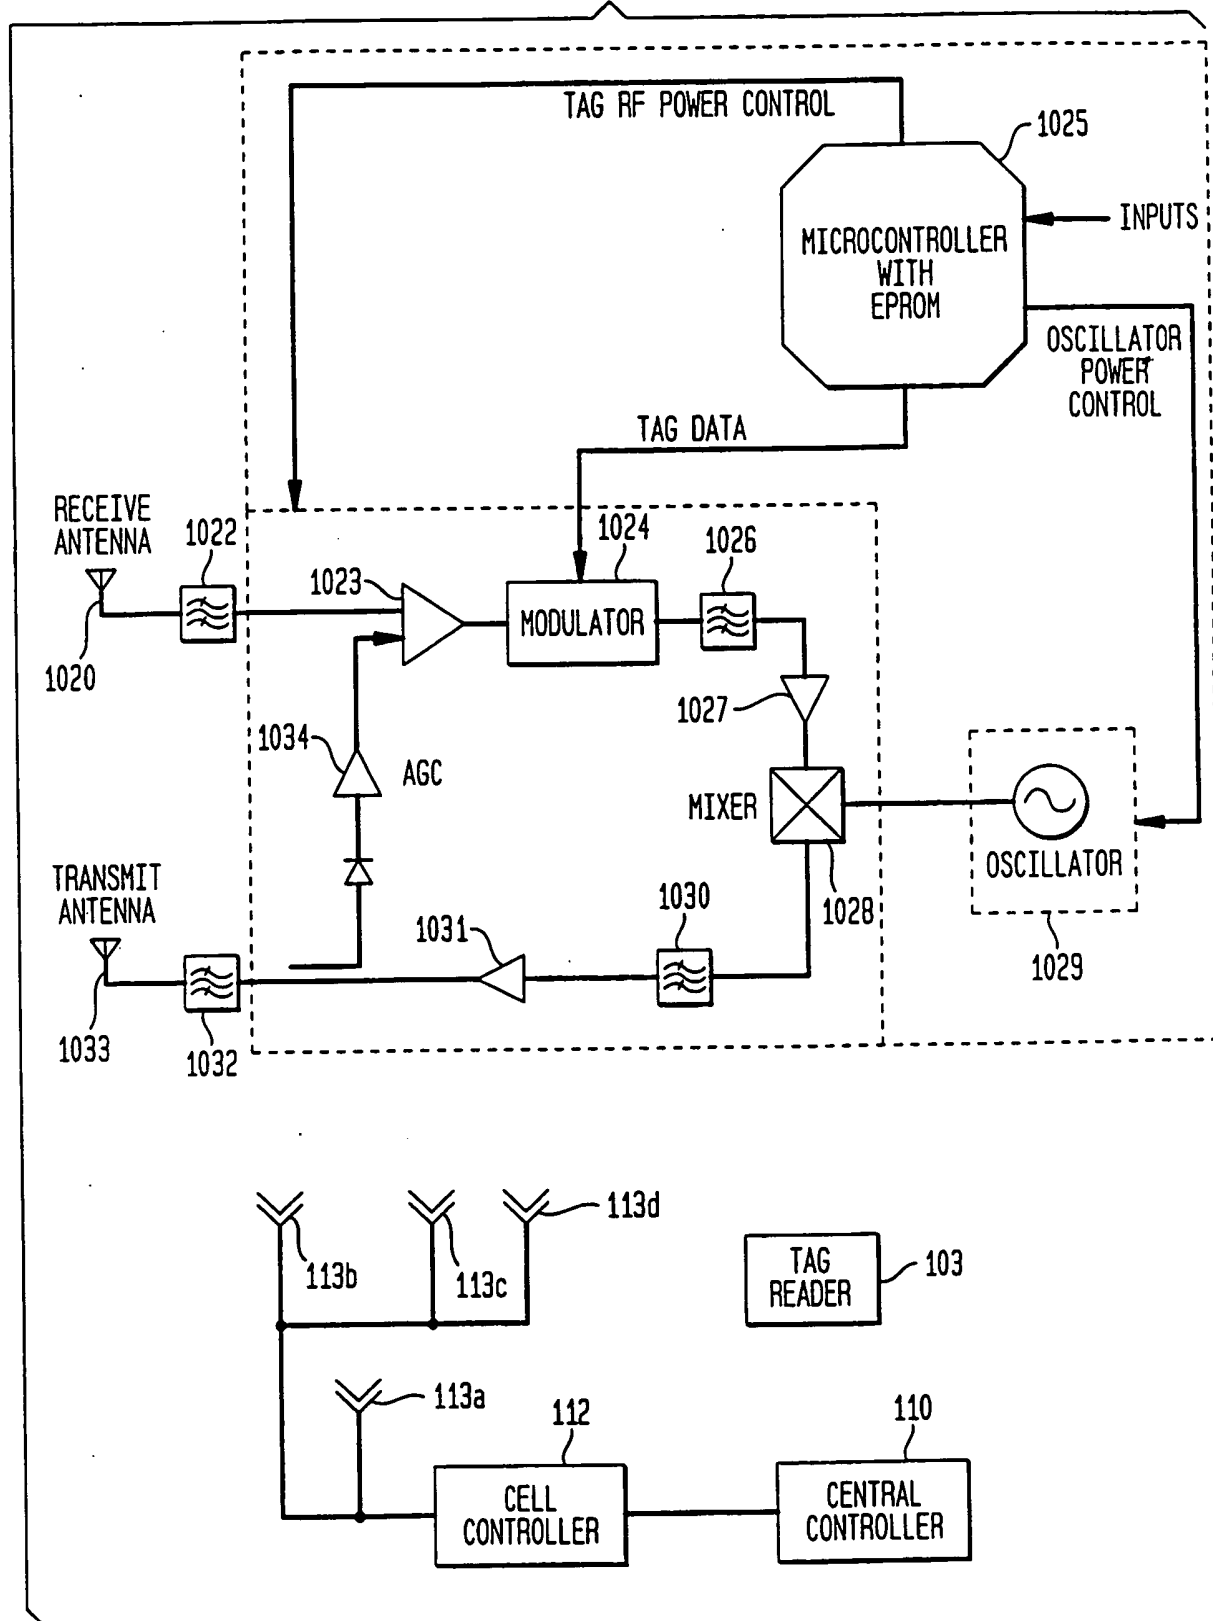 TAG RF POWER CONTROL
1025
INPUTS
MICROCONTROLLER
WITH
EPROM
OSCILLATOR
POWER
CONTROL
TAG DATA
RECEIVE
ANTENNA
1022
1024
1026
1023
MODULATOR
1020
1027
1034
AGC
MIXER
OSCILLATOR
TRANSMIT
ANTENNA
1030
1028
1031
1029
1033
1032
113b
113c
113d
TAG
READER
103
113a
112
110
CELL
CONTROLLER
CENTRAL
CONTROLLER